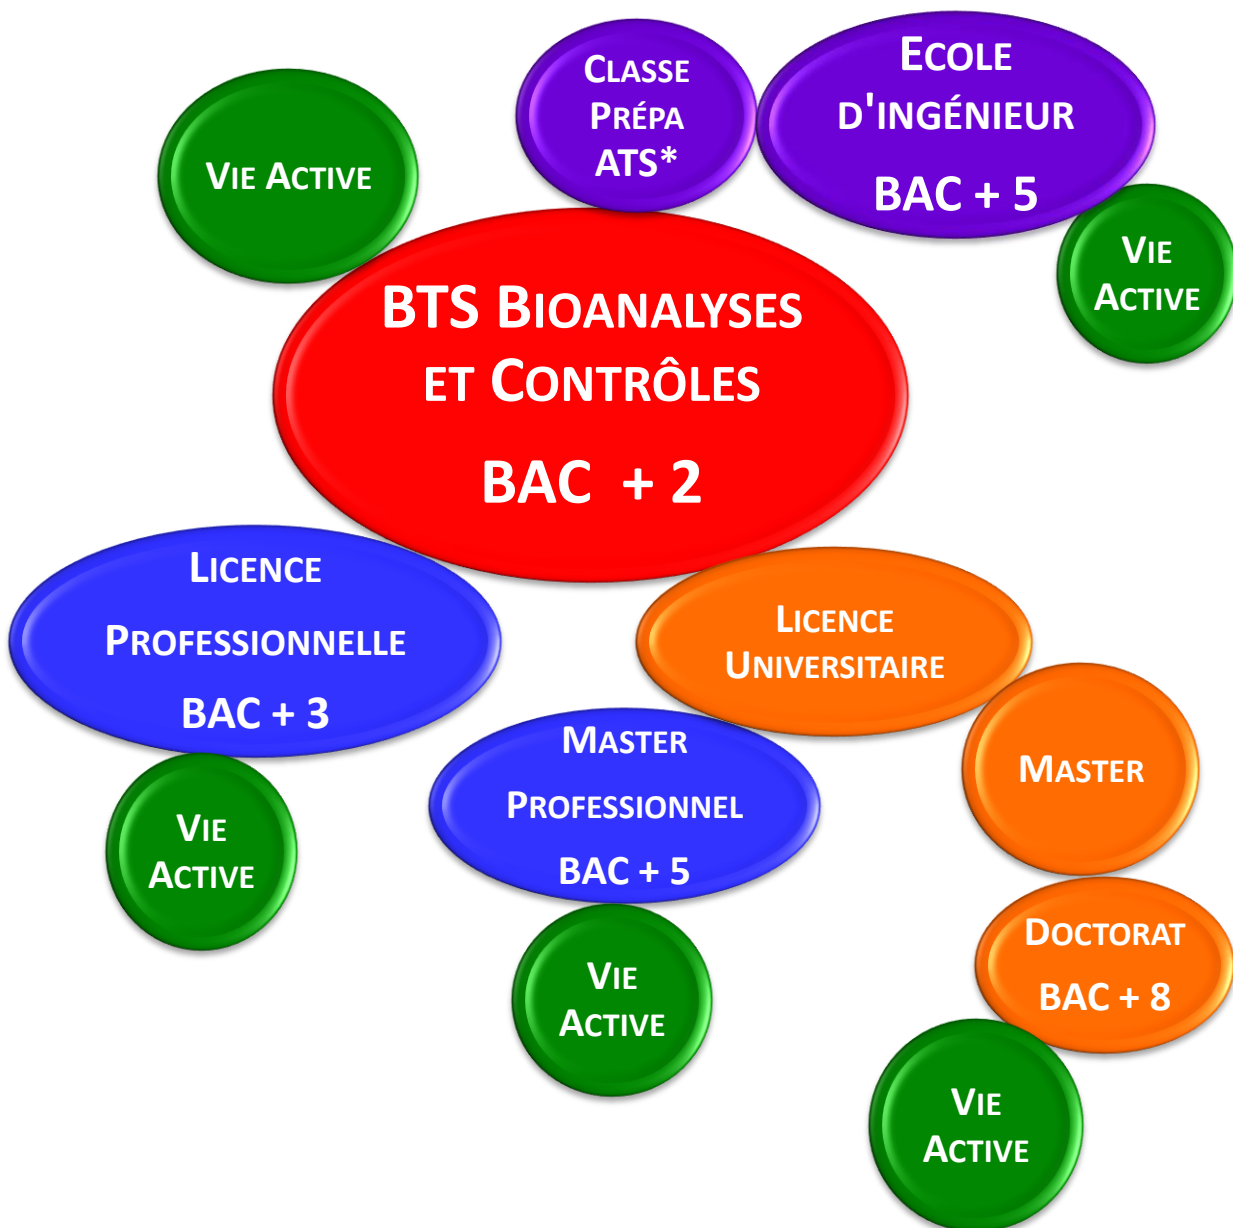 CLASSE
PRÉPA
ATS*
ECOLE
D'INGÉNIEUR
BAC + 5
VIE ACTIVE
VIE
ACTIVE
BTS BIOANALYSES
ET CONTRÔLES
BAC + 2
LICENCE
PROFESSIONNELLE
BAC + 3
LICENCE
UNIVERSITAIRE
MASTER
PROFESSIONNEL
BAC + 5
MASTER
VIE
ACTIVE
DOCTORAT
BAC + 8
VIE
ACTIVE
VIE
ACTIVE